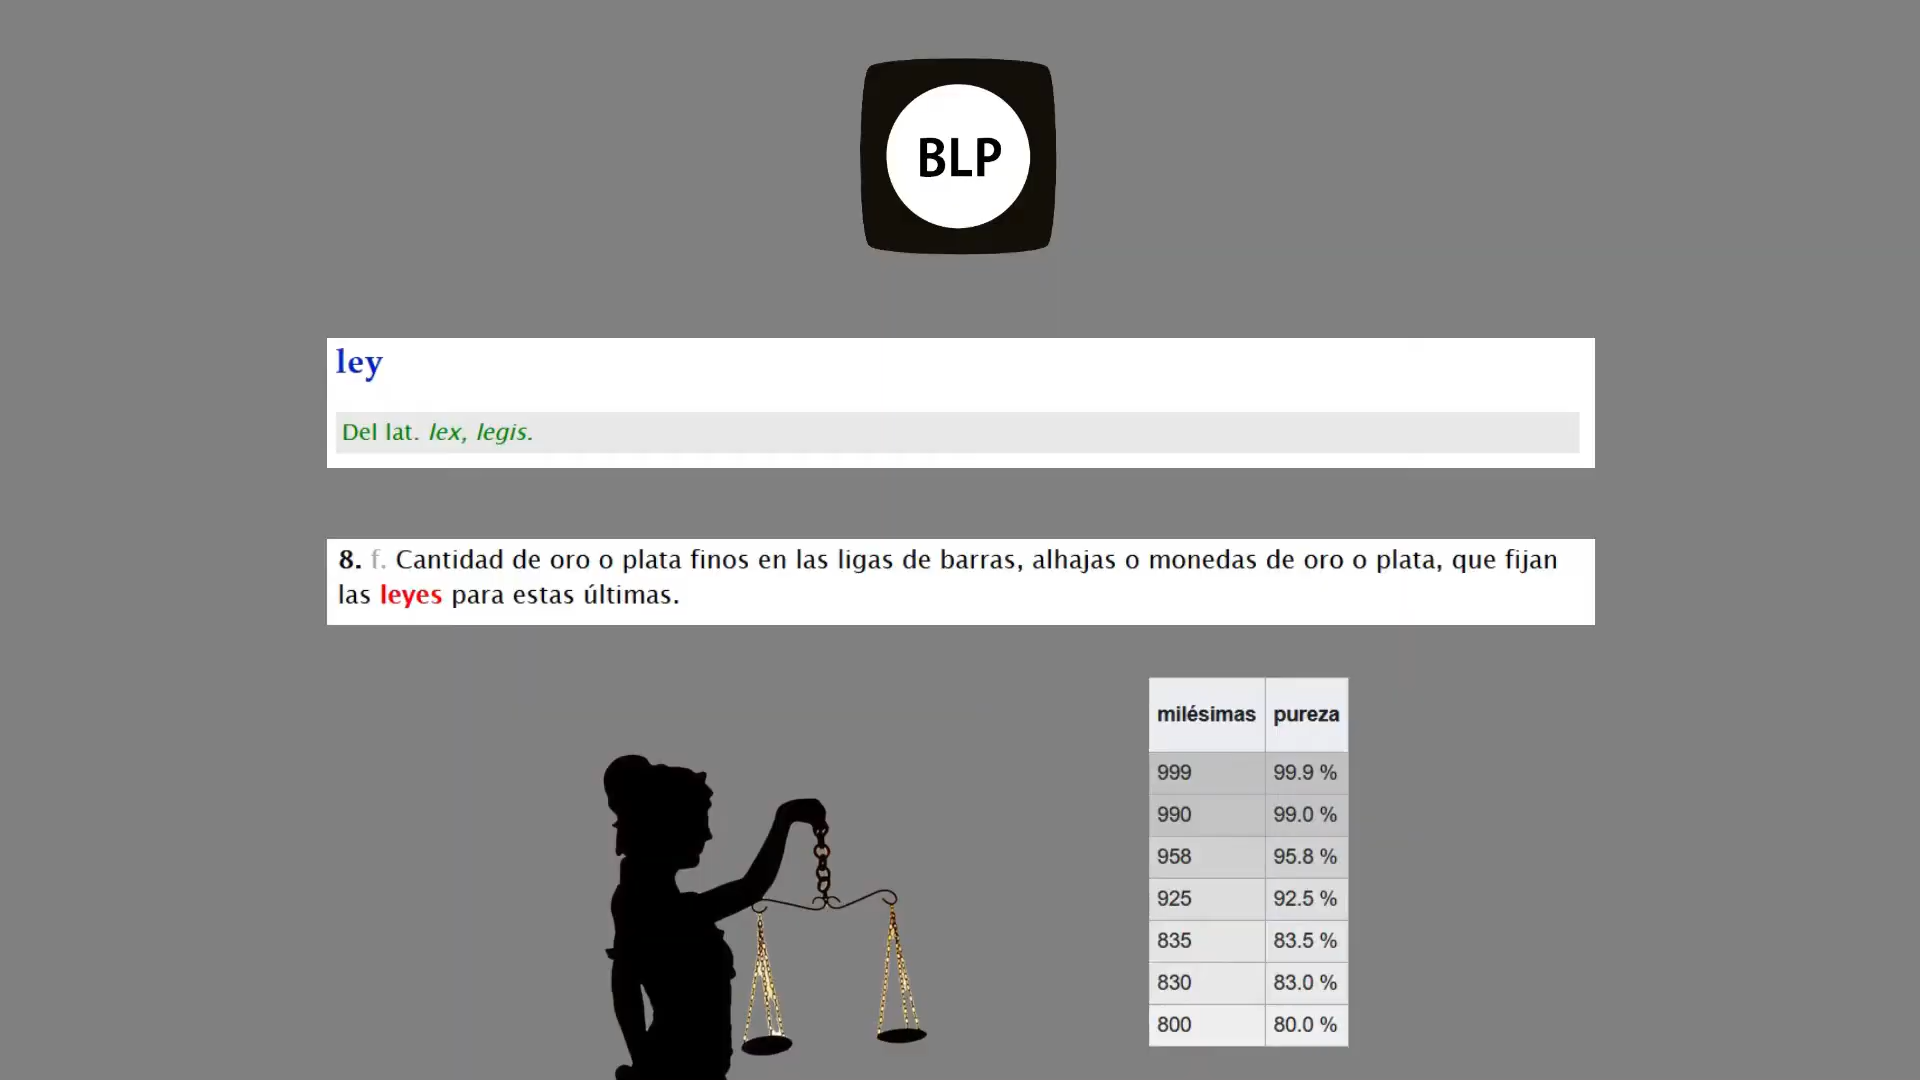 BLP
ley
Del lat. lex, legis.
8. f. Cantidad de oro o plata finos en las ligas de barras, alhajas o monedas de oro o plata, que fijan
las leyes para estas últimas.
milésimas pureza
999 99.9 %
990 99.0 %
958 95.8 %
925 92.5 %
835 83.5 %
830 83.0 %
800 80.0 %